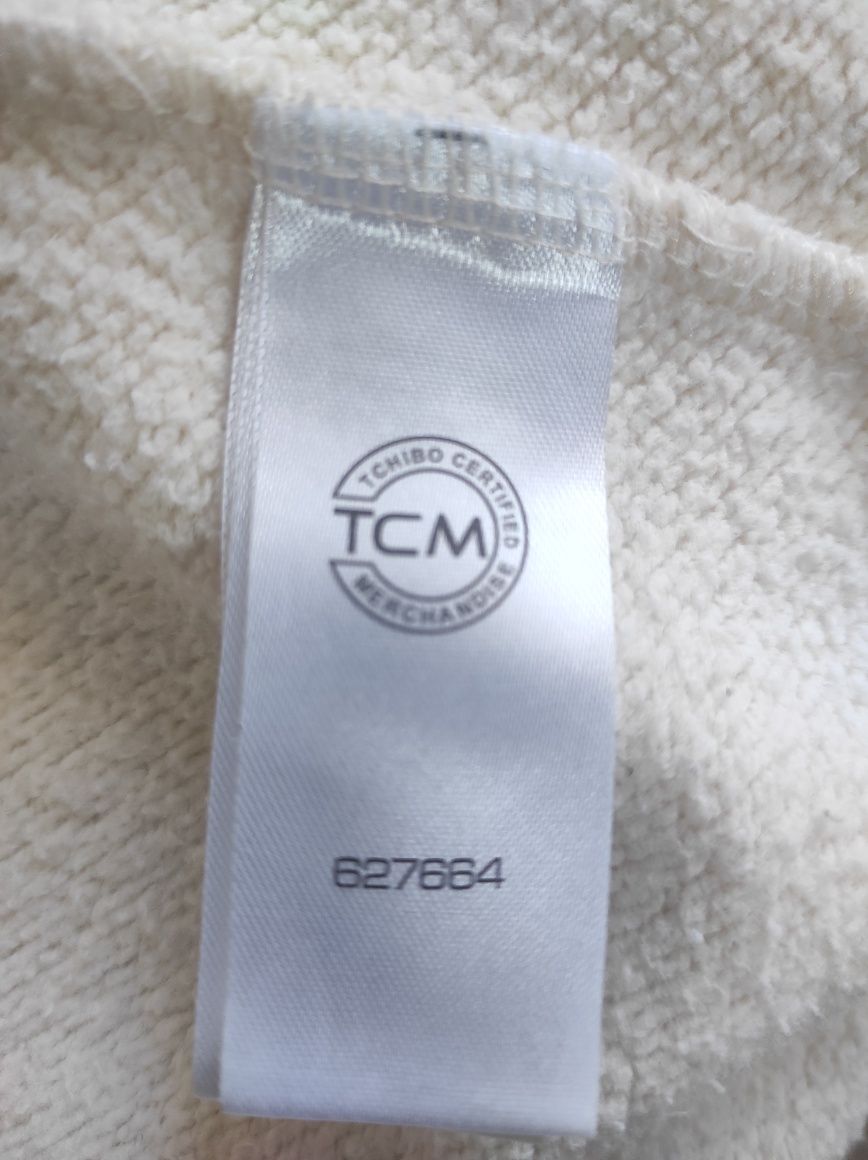 TCHIBO CERTIFIED
TCM
MERCHANDISE
627664